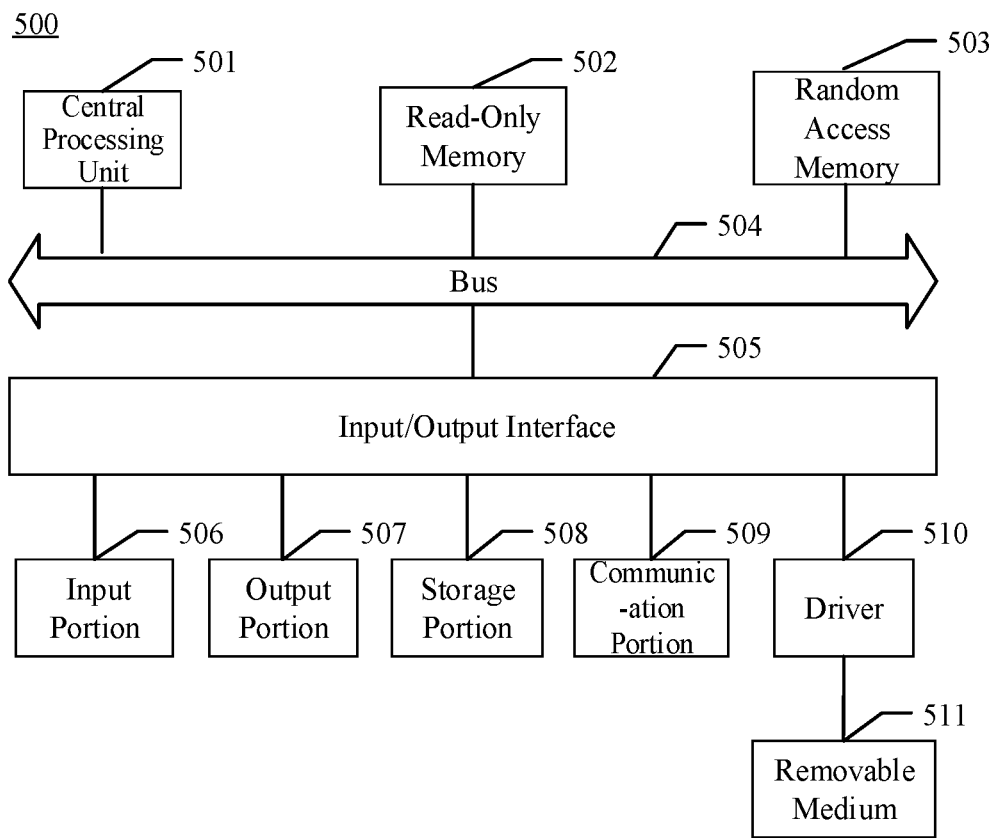 500
501
502
503
Central
Processing
Unit
Read-Only
Memory
Random
Access
Memory
504
Bus
505
Input/Output Interface
506
507
508
509
510
Input
Portion
Output
Portion
Storage
Portion
Communic
-ation
Portion
Driver
511
Removable
Medium